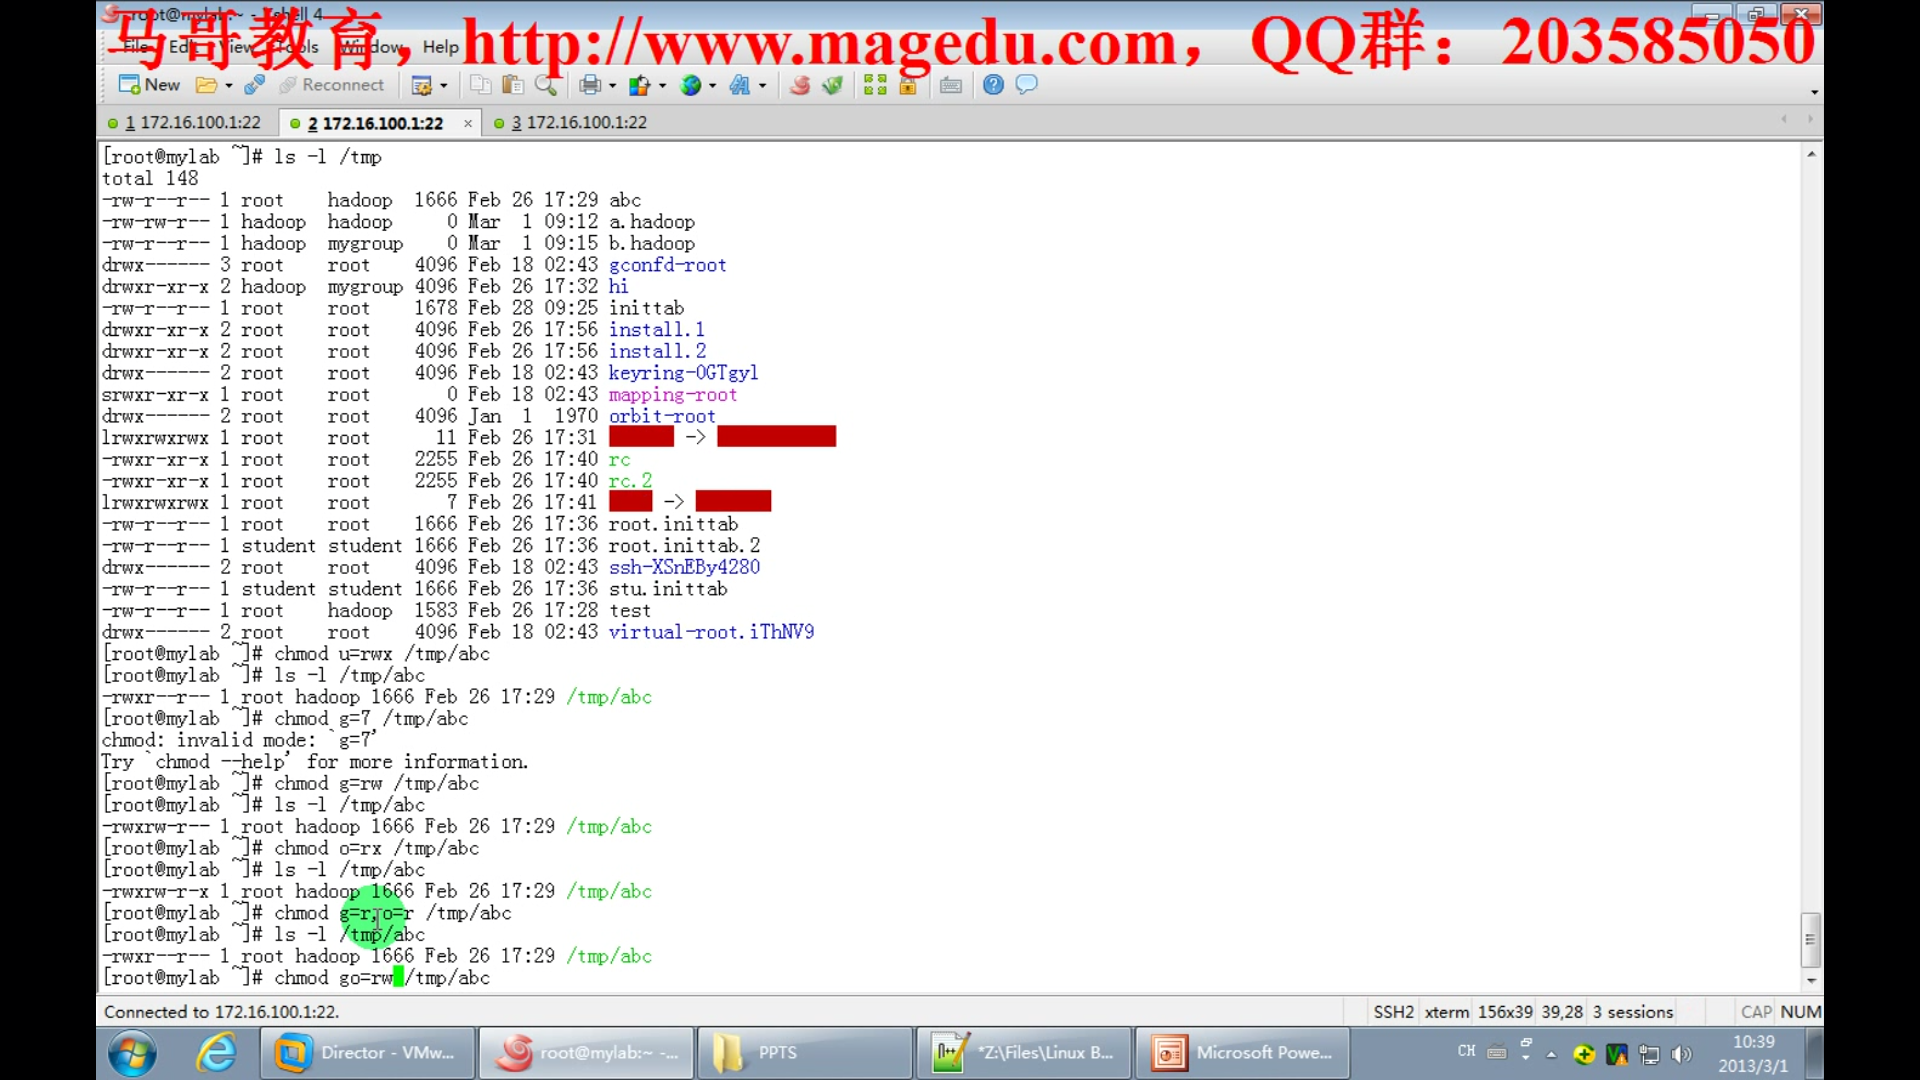 root@mylab:~ - Xshell 4
马哥教育，http://www.magedu.com，QQ群：203585050
File Edit View Tools Window Help
New Reconnect
1 172.16.100.1:22 2 172.16.100.1:22 × 3 172.16.100.1:22
[root@mylab ~]# ls -l /tmp
total 148
-rw-r--r-- 1 root hadoop 1666 Feb 26 17:29 abc
-rw-rw-r-- 1 hadoop hadoop 0 Mar 1 09:12 a.hadoop
-rw-r--r-- 1 hadoop mygroup 0 Mar 1 09:15 b.hadoop
drwx------ 3 root root 4096 Feb 18 02:43 gconfd-root
drwxr-xr-x 2 hadoop mygroup 4096 Feb 26 17:32 hi
-rw-r--r-- 1 root root 1678 Feb 28 09:25 inittab
drwxr-xr-x 2 root root 4096 Feb 26 17:56 install.1
drwxr-xr-x 2 root root 4096 Feb 26 17:56 install.2
drwx------ 2 root root 4096 Feb 18 02:43 keyring-OGTgyl
srwxr-xr-x 1 root root 0 Feb 18 02:43 mapping-root
drwx------ 2 root root 4096 Jan 1 1970 orbit-root
lrwxrwxrwx 1 root root 11 Feb 26 17:31 ->
-rwxr-xr-x 1 root root 2255 Feb 26 17:40 rc
-rwxr-xr-x 1 root root 2255 Feb 26 17:40 rc.2
lrwxrwxrwx 1 root root 7 Feb 26 17:41 ->
-rw-r--r-- 1 root root 1666 Feb 26 17:36 root.inittab
-rw-r--r-- 1 student student 1666 Feb 26 17:36 root.inittab.2
drwx------ 2 root root 4096 Feb 18 02:43 ssh-XSnEBy4280
-rw-r--r-- 1 student student 1666 Feb 26 17:36 stu.inittab
-rw-r--r-- 1 root hadoop 1583 Feb 26 17:28 test
drwx------ 2 root root 4096 Feb 18 02:43 virtual-root.iThNV9
[root@mylab ~]# chmod u=rwx /tmp/abc
[root@mylab ~]# ls -l /tmp/abc
-rwxr--r-- 1 root hadoop 1666 Feb 26 17:29 /tmp/abc
[root@mylab ~]# chmod g=7 /tmp/abc
chmod: invalid mode: `g=7'
Try `chmod --help' for more information.
[root@mylab ~]# chmod g=rw /tmp/abc
[root@mylab ~]# ls -l /tmp/abc
-rwxrw-r-- 1 root hadoop 1666 Feb 26 17:29 /tmp/abc
[root@mylab ~]# chmod o=rx /tmp/abc
[root@mylab ~]# ls -l /tmp/abc
-rwxrw-r-x 1 root hadoop 1666 Feb 26 17:29 /tmp/abc
[root@mylab ~]# chmod g=r,o=r /tmp/abc
[root@mylab ~]# ls -l /tmp/abc
-rwxr--r-- 1 root hadoop 1666 Feb 26 17:29 /tmp/abc
[root@mylab ~]# chmod go=rw /tmp/abc
Connected to 172.16.100.1:22. SSH2 xterm 156x39 39,28 3 sessions CAP NUM
Director - VMw... root@mylab:~ -... PPTS *Z:\Files\Linux B... Microsoft Powe... CH 10:39
2013/3/1